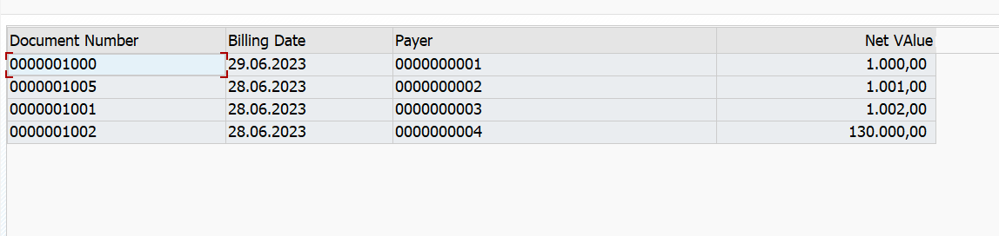 Document Number Billing Date Payer Net VAlue
0000001000 29.06.2023 0000000001 1.000,00
0000001005 28.06.2023 0000000002 1.001,00
0000001001 28.06.2023 0000000003 1.002,00
0000001002 28.06.2023 0000000004 130.000,00